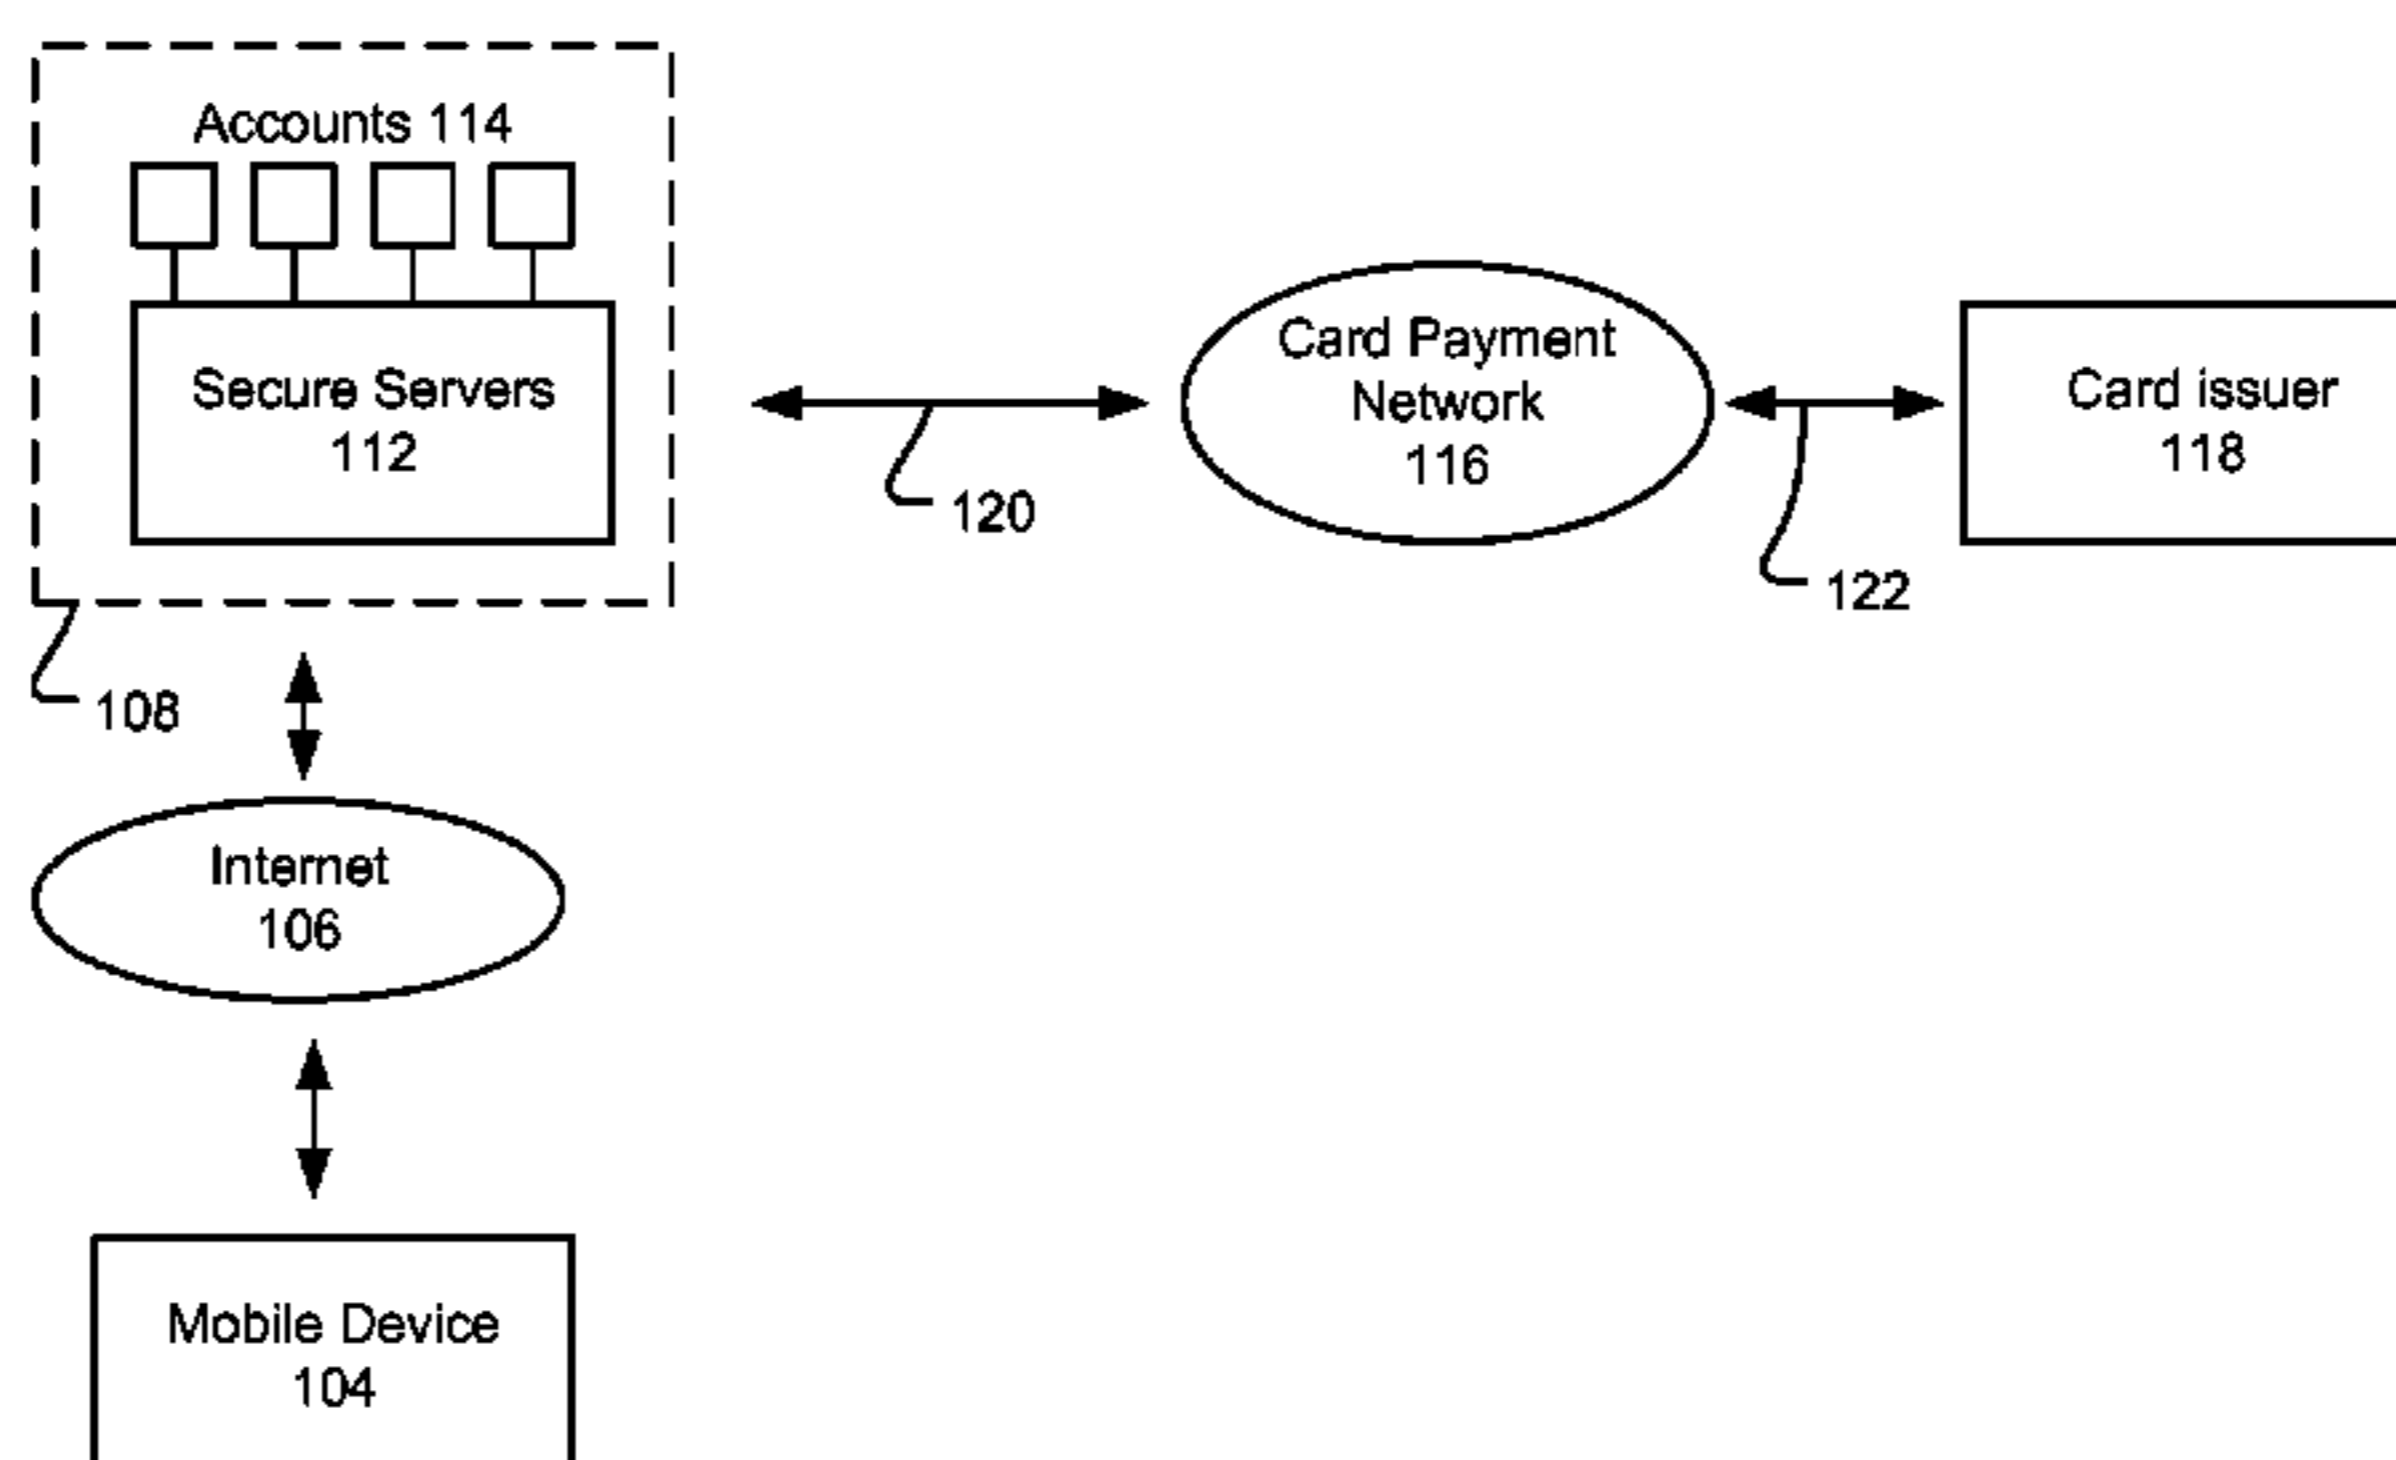 Accounts 114
Secure Servers
112
Card Payment
Network
116
Card issuer
118
120
122
108
Internet
106
Mobile Device
104